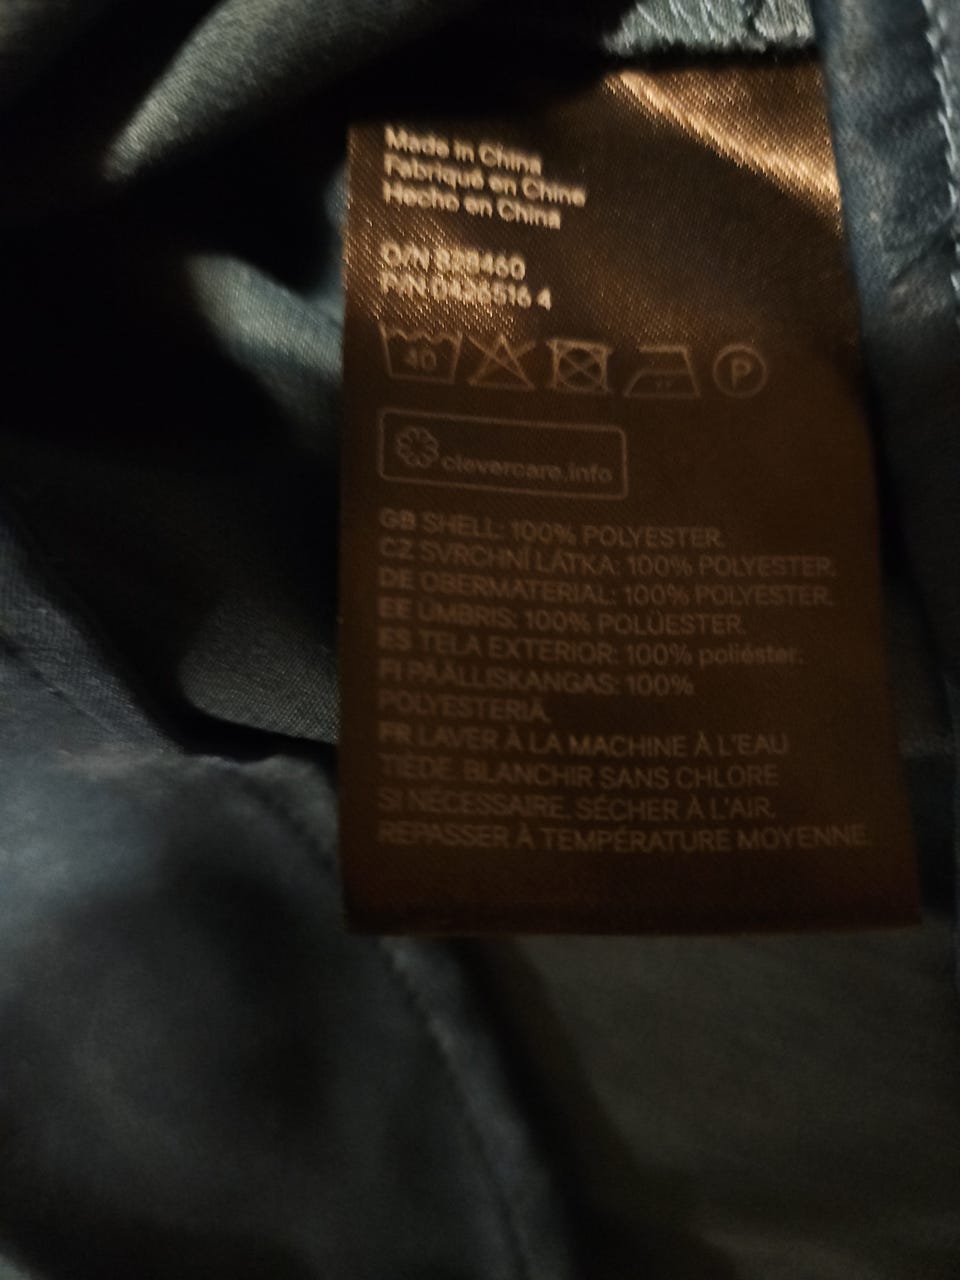 Made in China
Fabriqué en Chine
Hecho en China
O/N 828460
P/N 0426516 4
40
P
clevercare.info
GB SHELL: 100% POLYESTER.
CZ SVRCHNÍ LÁTKA: 100% POLYESTER.
DE OBERMATERIAL: 100% POLYESTER.
EE ÜMBRIS: 100% POLÜESTER.
ES TELA EXTERIOR: 100% poliéster.
FI PÄÄLLISKANGAS: 100%
POLYESTERIÄ.
FR LAVER À LA MACHINE À L'EAU
TIÈDE. BLANCHIR SANS CHLORE
SI NÉCESSAIRE. SÉCHER À L'AIR.
REPASSER À TEMPÉRATURE MOYENNE.